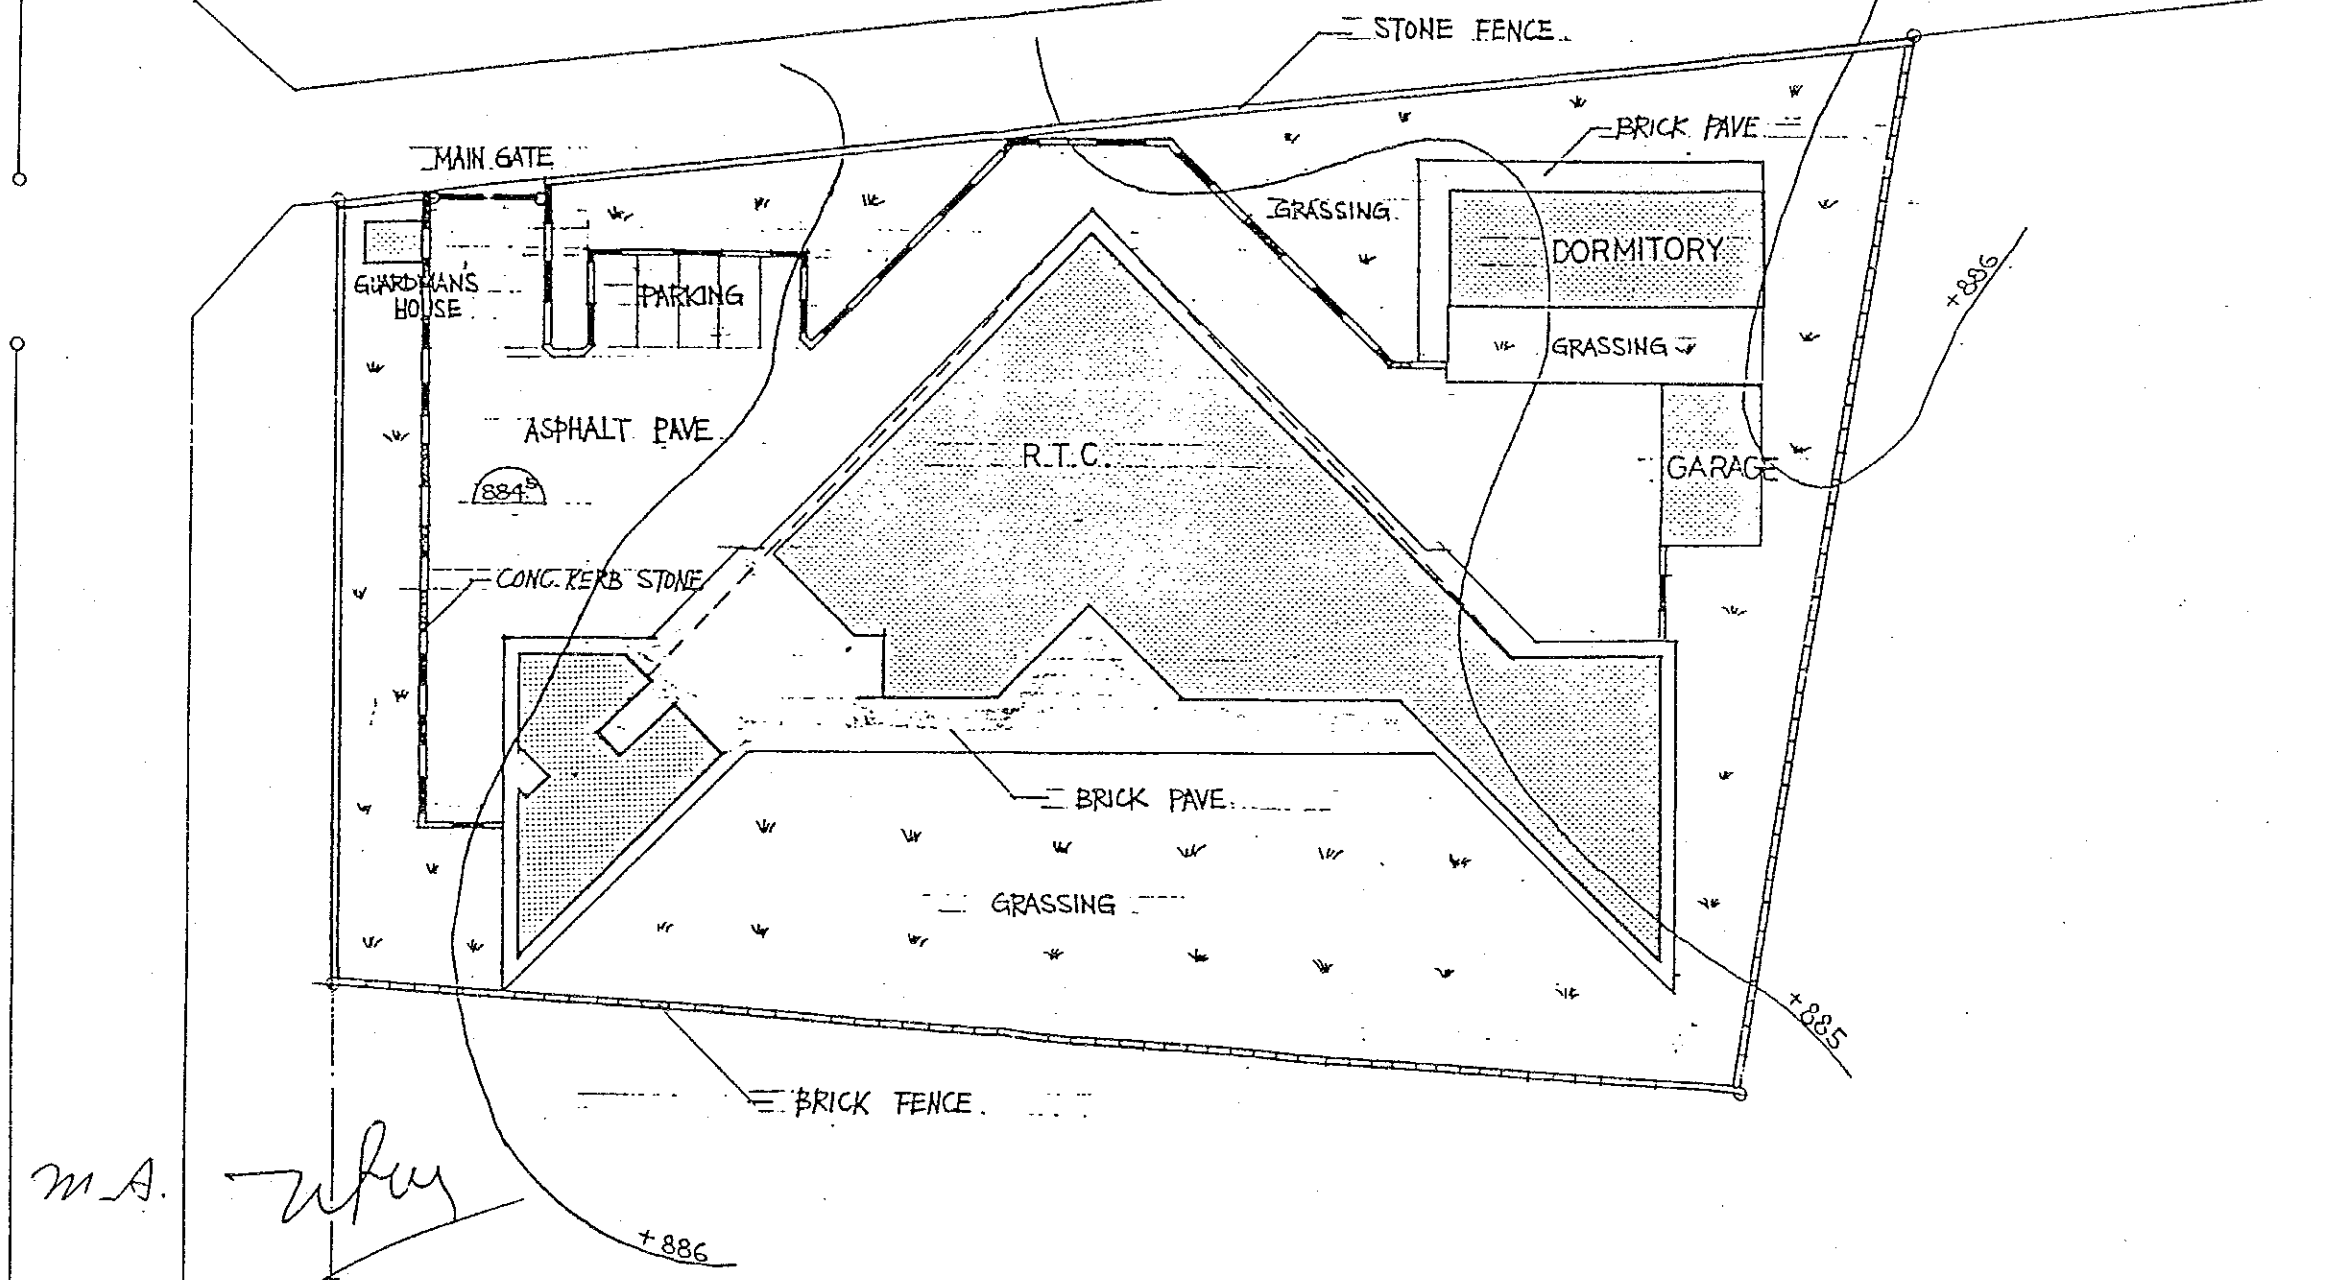 STONE FENCE.
BRICK PAVE
MAIN GATE
GRASSING.
DORMITORY
GUARDMAN'S
HOUSE
PARKING
+886
GRASSING
ASPHALT PAVE
R.T.C.
GARAGE
884.5
CONC. KERB STONE
BRICK PAVE.
GRASSING
+885
BRICK FENCE.
M.A.
+886